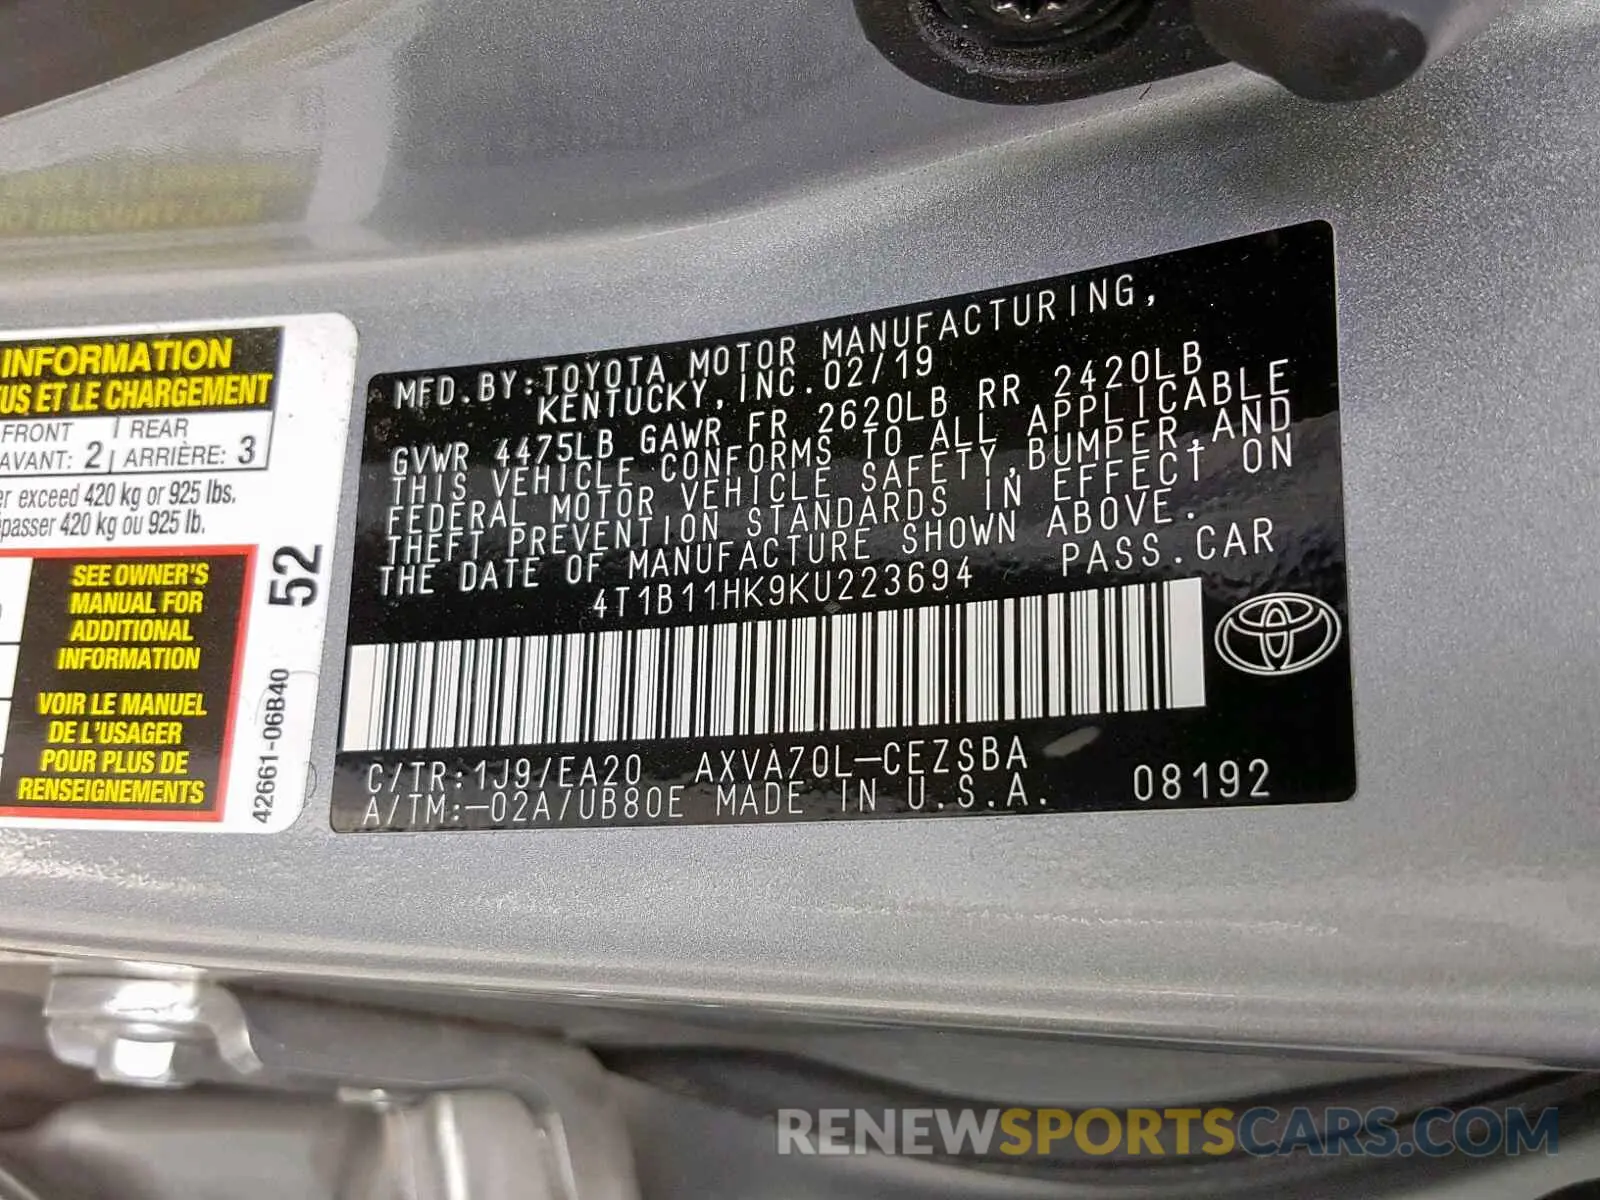 INFORMATION
US ET LE CHARGEMENT
FRONT
AVANT: 2
REAR
ARRIÈRE: 3
exceed 420 kg or 925 lbs.
passer 420 kg ou 925 lb.
SEE OWNER'S
MANUAL FOR
ADDITIONAL
INFORMATION
VOIR LE MANUEL
DE L'USAGER
POUR PLUS DE
RENSEIGNEMENTS
52
42661-06B40
MFD.BY:TOYOTA MOTOR MANUFACTURING,
KENTUCKY,INC.02/19
GVWR 4475LB GAWR FR 2620LB RR 2420LB
THIS VEHICLE CONFORMS TO ALL APPLICABLE
FEDERAL MOTOR VEHICLE SAFETY,BUMPER,AND
THEFT PREVENTION STANDARDS IN EFFECT ON
THE DATE OF MANUFACTURE SHOWN ABOVE.
4T1B11HK9KU223694 PASS.CAR
C/TR:1J9/EA20 AXVA70L-CEZSBA
A/TM:-02A/UB80E MADE IN U.S.A. 08192
RENEWSPORTSCARS.COM